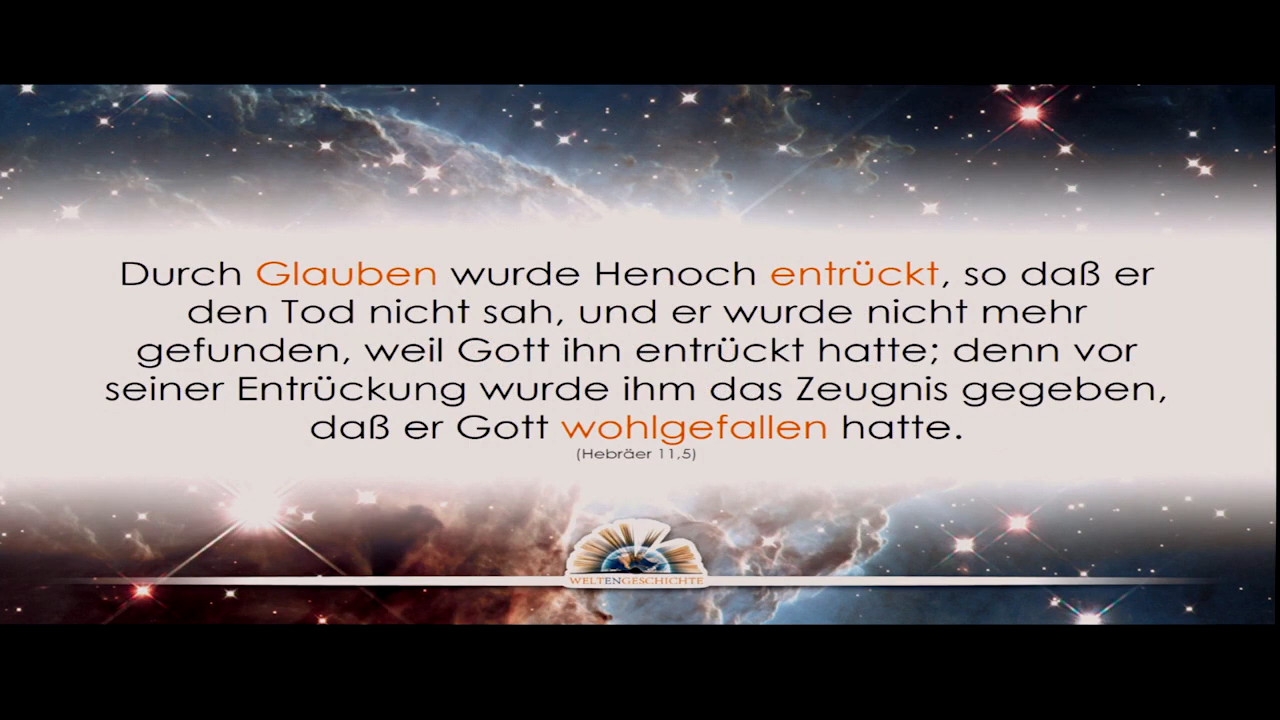 Durch Glauben wurde Henoch entrückt, so daß er
den Tod nicht sah, und er wurde nicht mehr
gefunden, weil Gott ihn entrückt hatte; denn vor
seiner Entrückung wurde ihm das Zeugnis gegeben,
daß er Gott wohlgefallen hatte.
(Hebräer 11,5)
WELTENGESCHICHTE